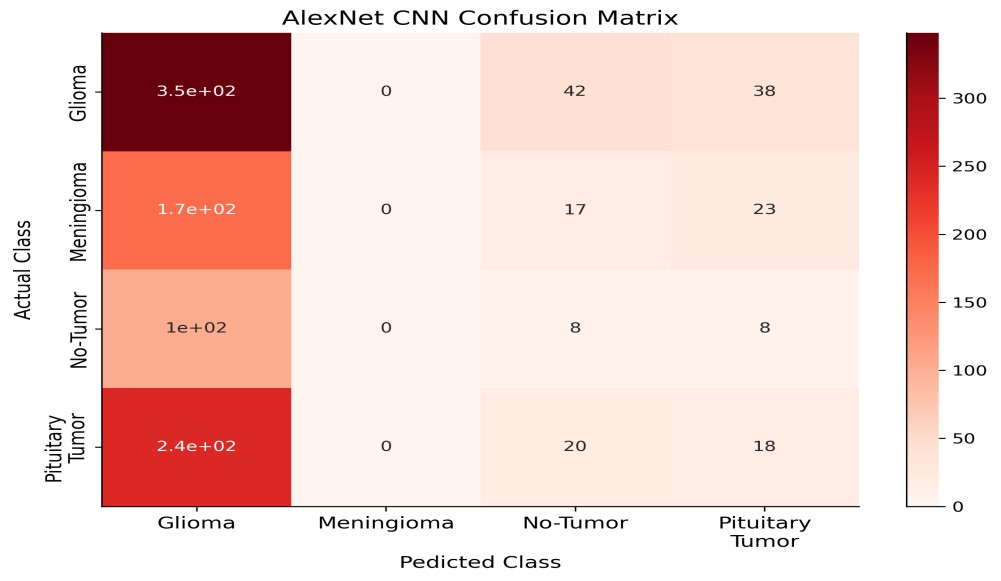 AlexNet CNN Confusion Matrix
Actual Class
Glioma
3.5e+02 0 42 38
Meningioma
1.7e+02 0 17 23
No-Tumor
1e+02 0 8 8
Pituitary
Tumor
2.4e+02 0 20 18
Glioma Meningioma No-Tumor Pituitary
Tumor
Pedicted Class
300
250
200
150
100
50
0